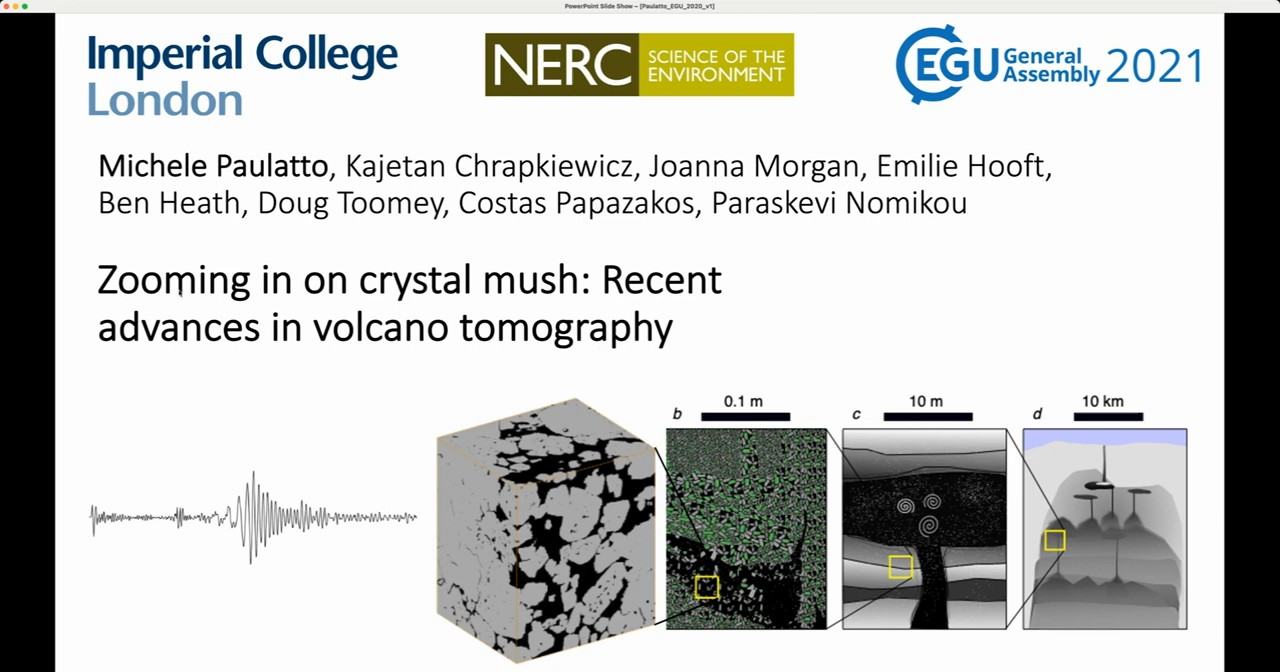 PowerPoint Slide Show – [Paulatto_EGU_2020_v1]
Imperial College
London
NERC
SCIENCE OF THE
ENVIRONMENT
EGU General
Assembly 2021
Michele Paulatto, Kajetan Chrapkiewicz, Joanna Morgan, Emilie Hooft,
Ben Heath, Doug Toomey, Costas Papazakos, Paraskevi Nomikou
Zooming in on crystal mush: Recent
advances in volcano tomography
b 0.1 m
c 10 m
d 10 km